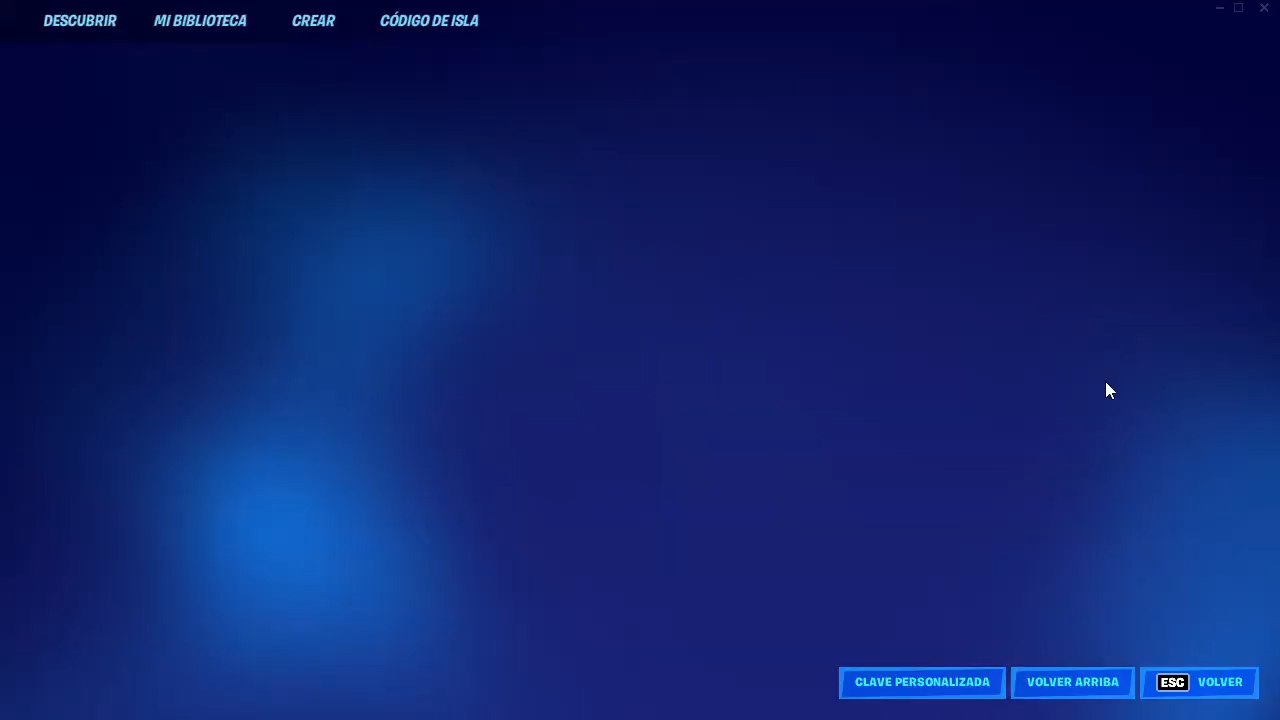 DESCUBRIR MI BIBLIOTECA CREAR CÓDIGO DE ISLA
CLAVE PERSONALIZADA VOLVER ARRIBA ESC VOLVER